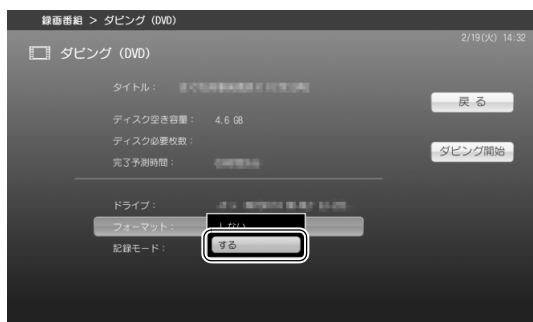 録画番組 > ダビング (DVD)
2/19(火) 14:32
ダビング (DVD)
タイトル：
戻る
ディスク空き容量： 4.6 GB
ディスク必要枚数：
ダビング開始
完了予測時間：
ドライブ：
フォーマット： しない
する
記録モード：